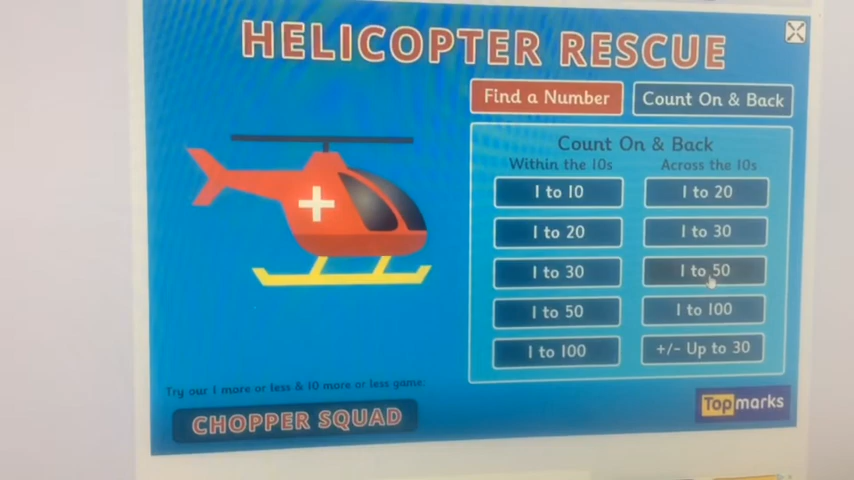 HELICOPTER RESCUE
Find a Number
Count On & Back
Count On & Back
Within the 10s
Across the 10s
1 to 10
1 to 20
1 to 20
1 to 30
1 to 30
1 to 50
1 to 50
1 to 100
1 to 100
+/- Up to 30
Try our 1 more or less & 10 more or less game.
CHOPPER SQUAD
Topmarks